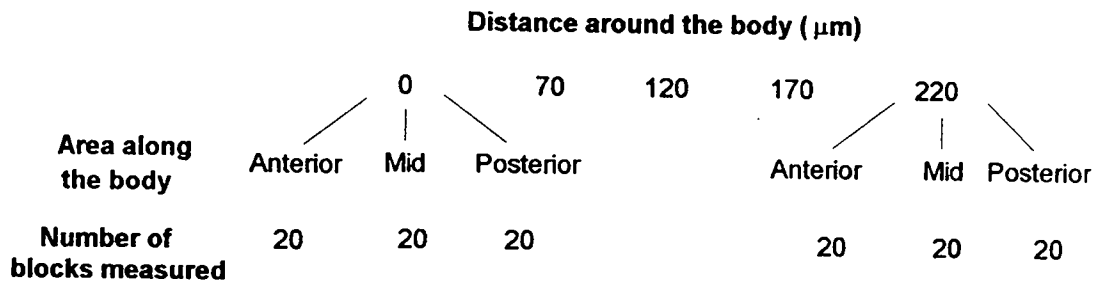 Distance around the body (μm)
0 70 120 170 220
Area along
the body
Anterior Mid Posterior Anterior Mid Posterior
Number of
blocks measured
20 20 20 20 20 20